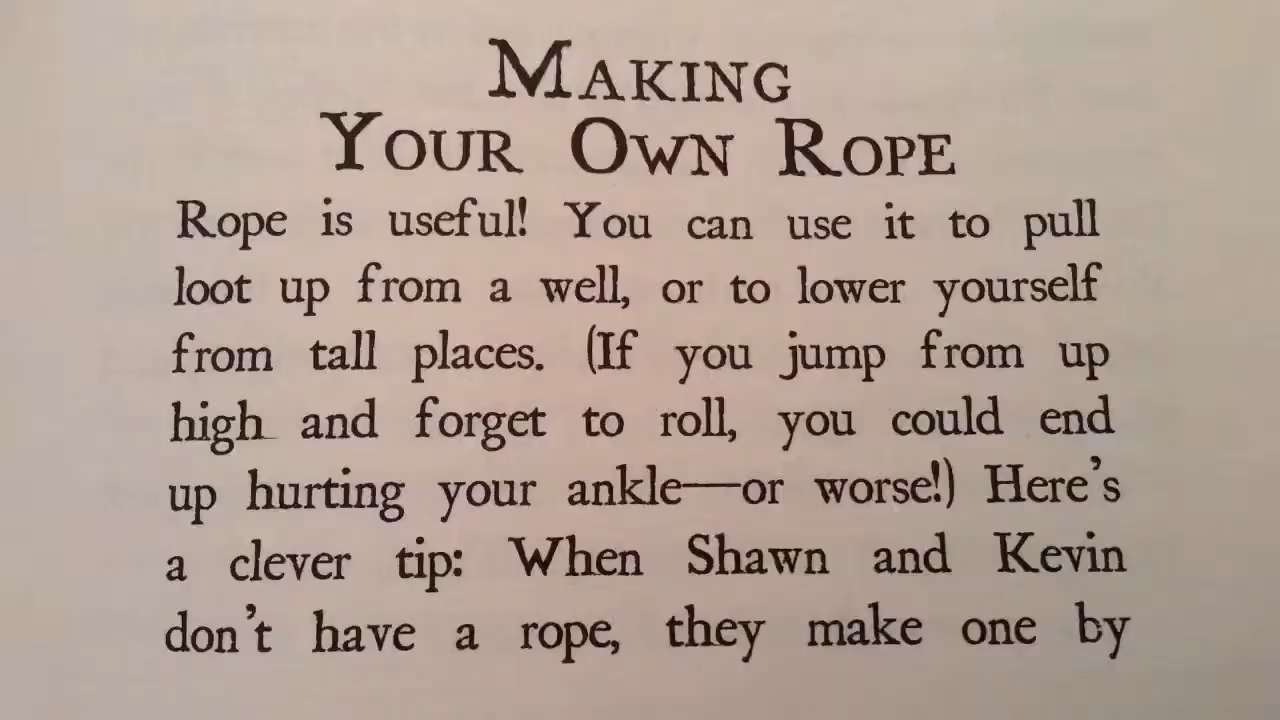 MAKING
YOUR OWN ROPE
Rope is useful! You can use it to pull
loot up from a well, or to lower yourself
from tall places. (If you jump from up
high and forget to roll, you could end
up hurting your ankle—or worse!) Here's
a clever tip: When Shawn and Kevin
don't have a rope, they make one by